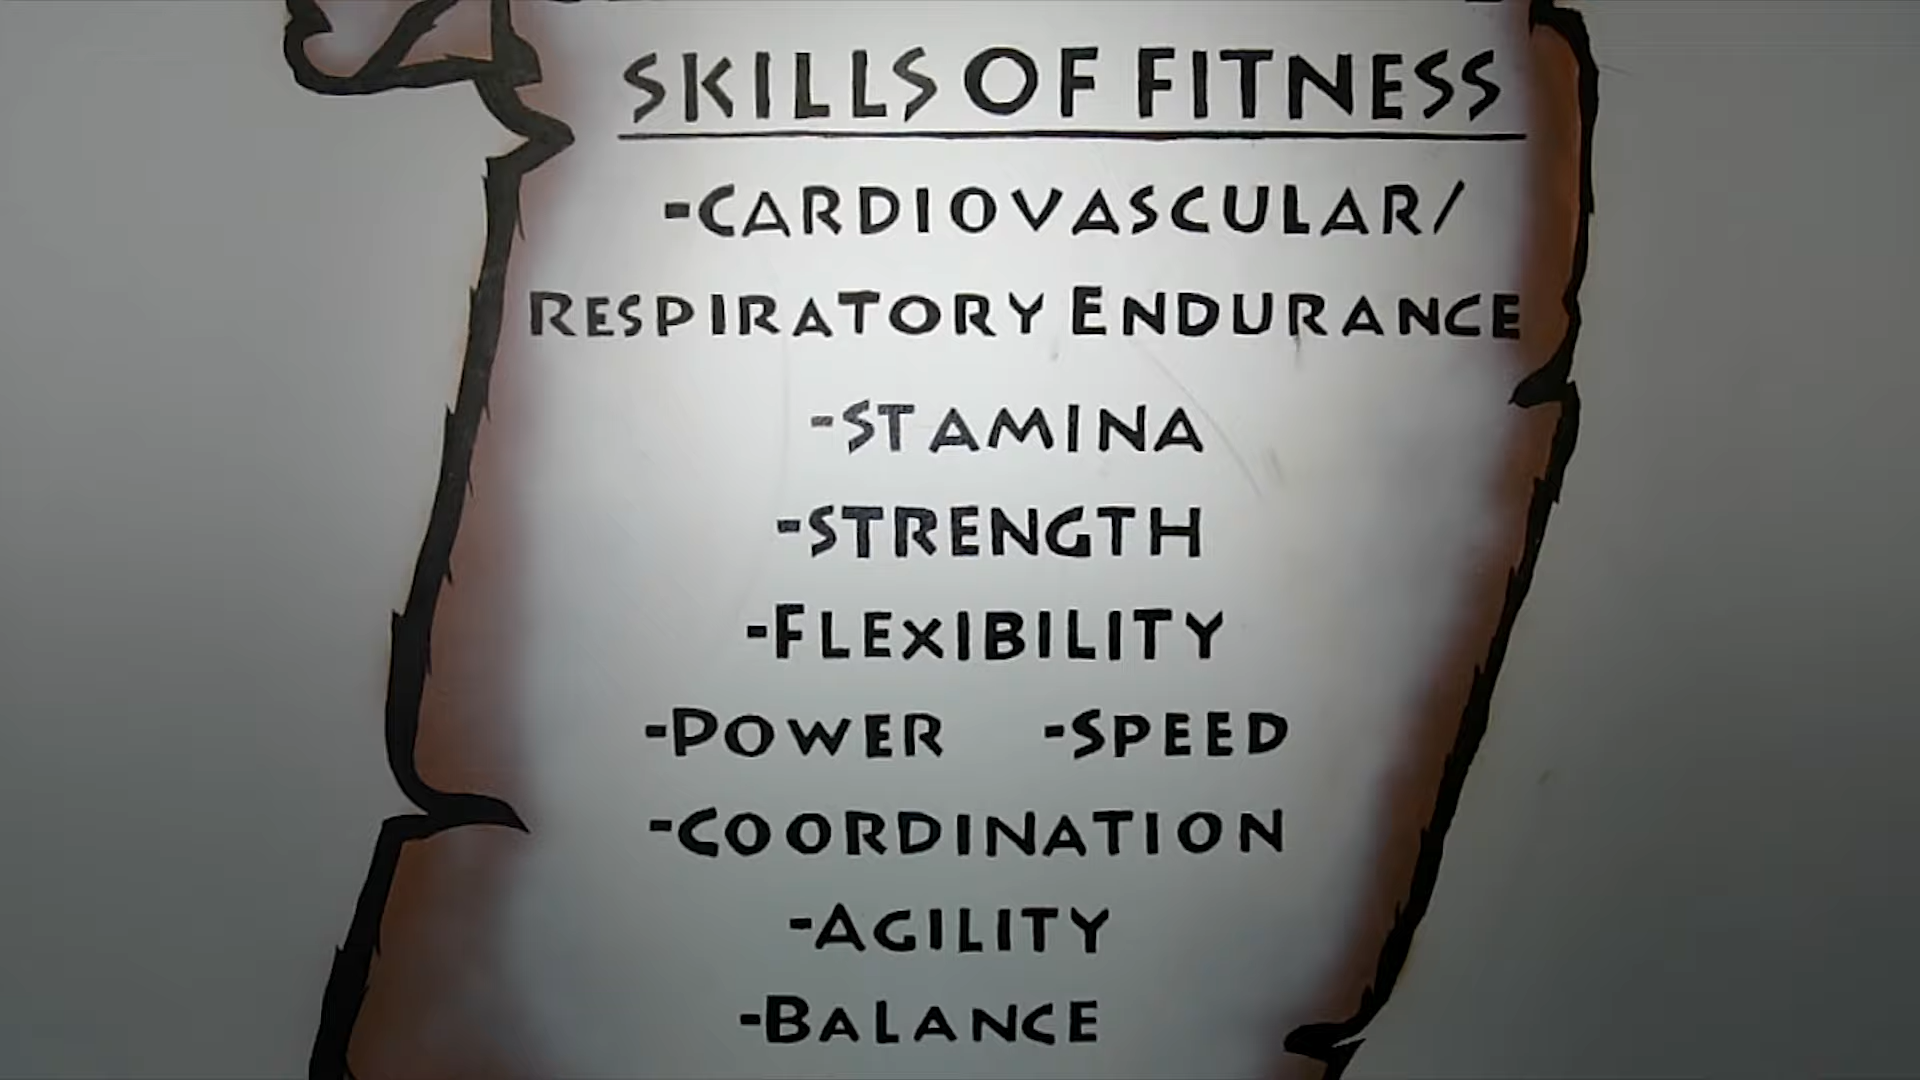 SKILLS OF FITNESS
-CARDIOVASCULAR/
RESPIRATORY ENDURANCE
-STAMINA
-STRENGTH
-FLEXIBILITY
-POWER -SPEED
-COORDINATION
-AGILITY
-BALANCE